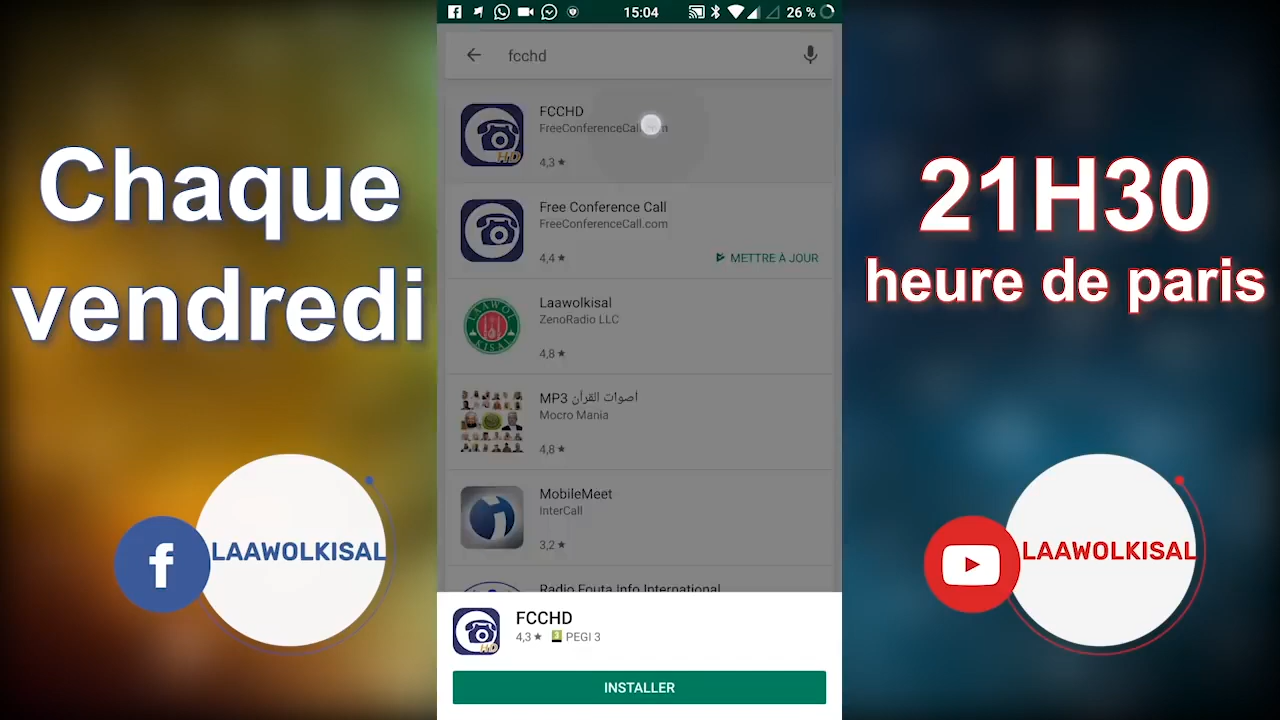 Chaque
vendredi
LAAWOLKISAL
15:04
26 %
fcchd
FCCHD
FreeConferenceCall.com
4,3 ★
Free Conference Call
FreeConferenceCall.com
4,4 ★
METTRE À JOUR
Laawolkisal
ZenoRadio LLC
4,8 ★
MP3 أصوات القرآن
Mocro Mania
4,8 ★
MobileMeet
InterCall
3,2 ★
Radio Fouta Info International
FCCHD
4,3 ★ 3 PEGI 3
INSTALLER
21H30
heure de paris
LAAWOLKISAL